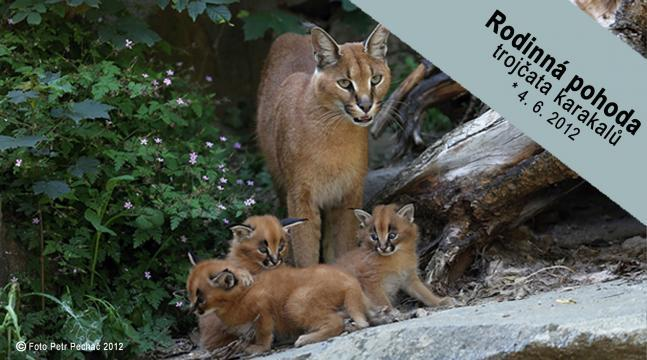 Rodinná pohoda
trojčata karakalů
* 4. 6. 2012
© Foto Petr Pecháč 2012